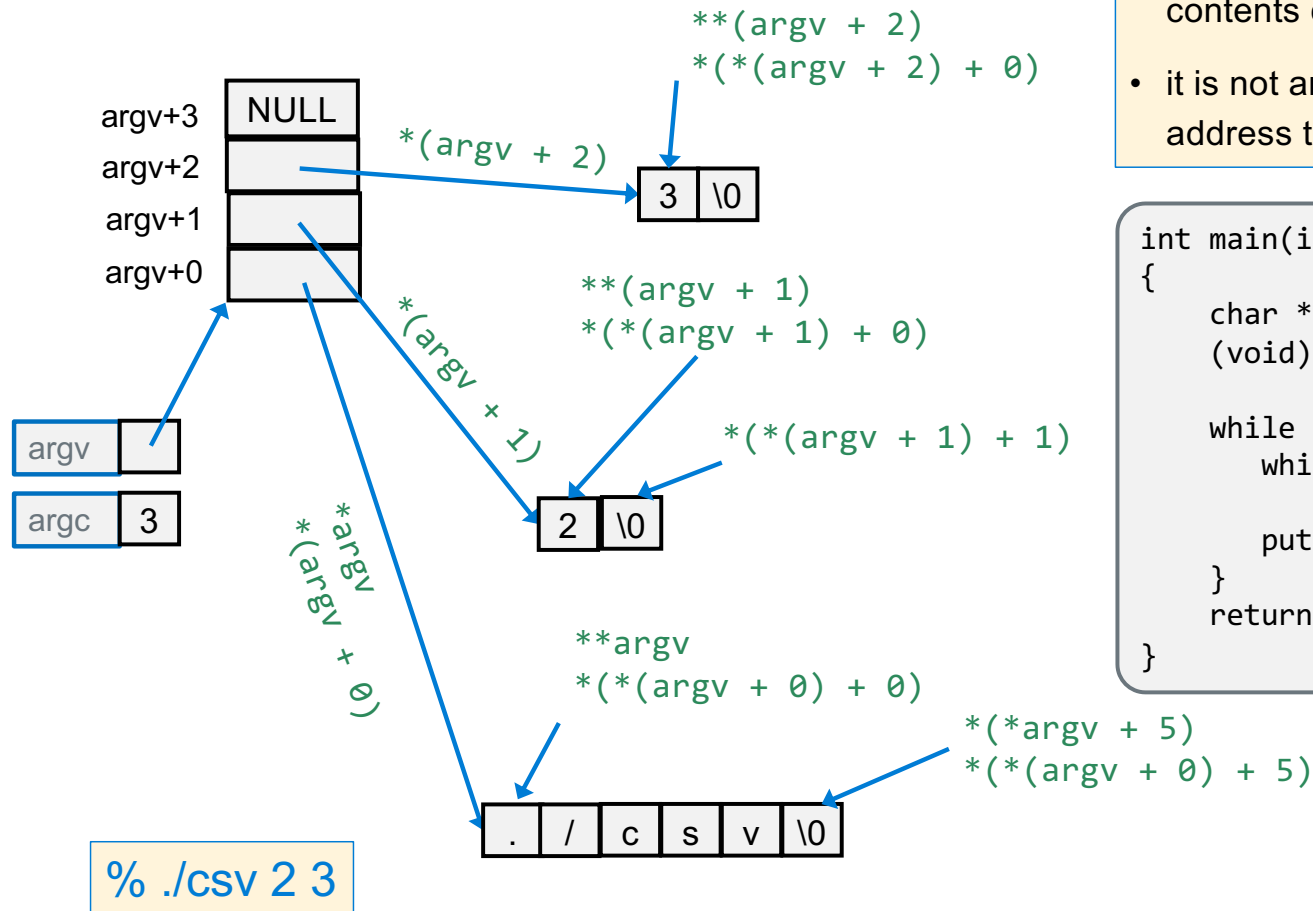 **(argv + 2)
*(*(argv + 2) + 0)
argv+3 NULL
argv+2
argv+1
argv+0
*(argv + 2)
3 \0
argv
argc 3
*(argv + 1)
**(argv + 1)
*(*(argv + 1) + 0)
*(*(argv + 1) + 1)
2 \0
*argv
*(argv + 0)
**argv
*(*(argv + 0) + 0)
*(*argv + 5)
*(*(argv + 0) + 5)
. / c s v \0
% ./csv 2 3
contents
• it is not
address
int main(i
{
char *
(void)
while
whi
put
}
return
}